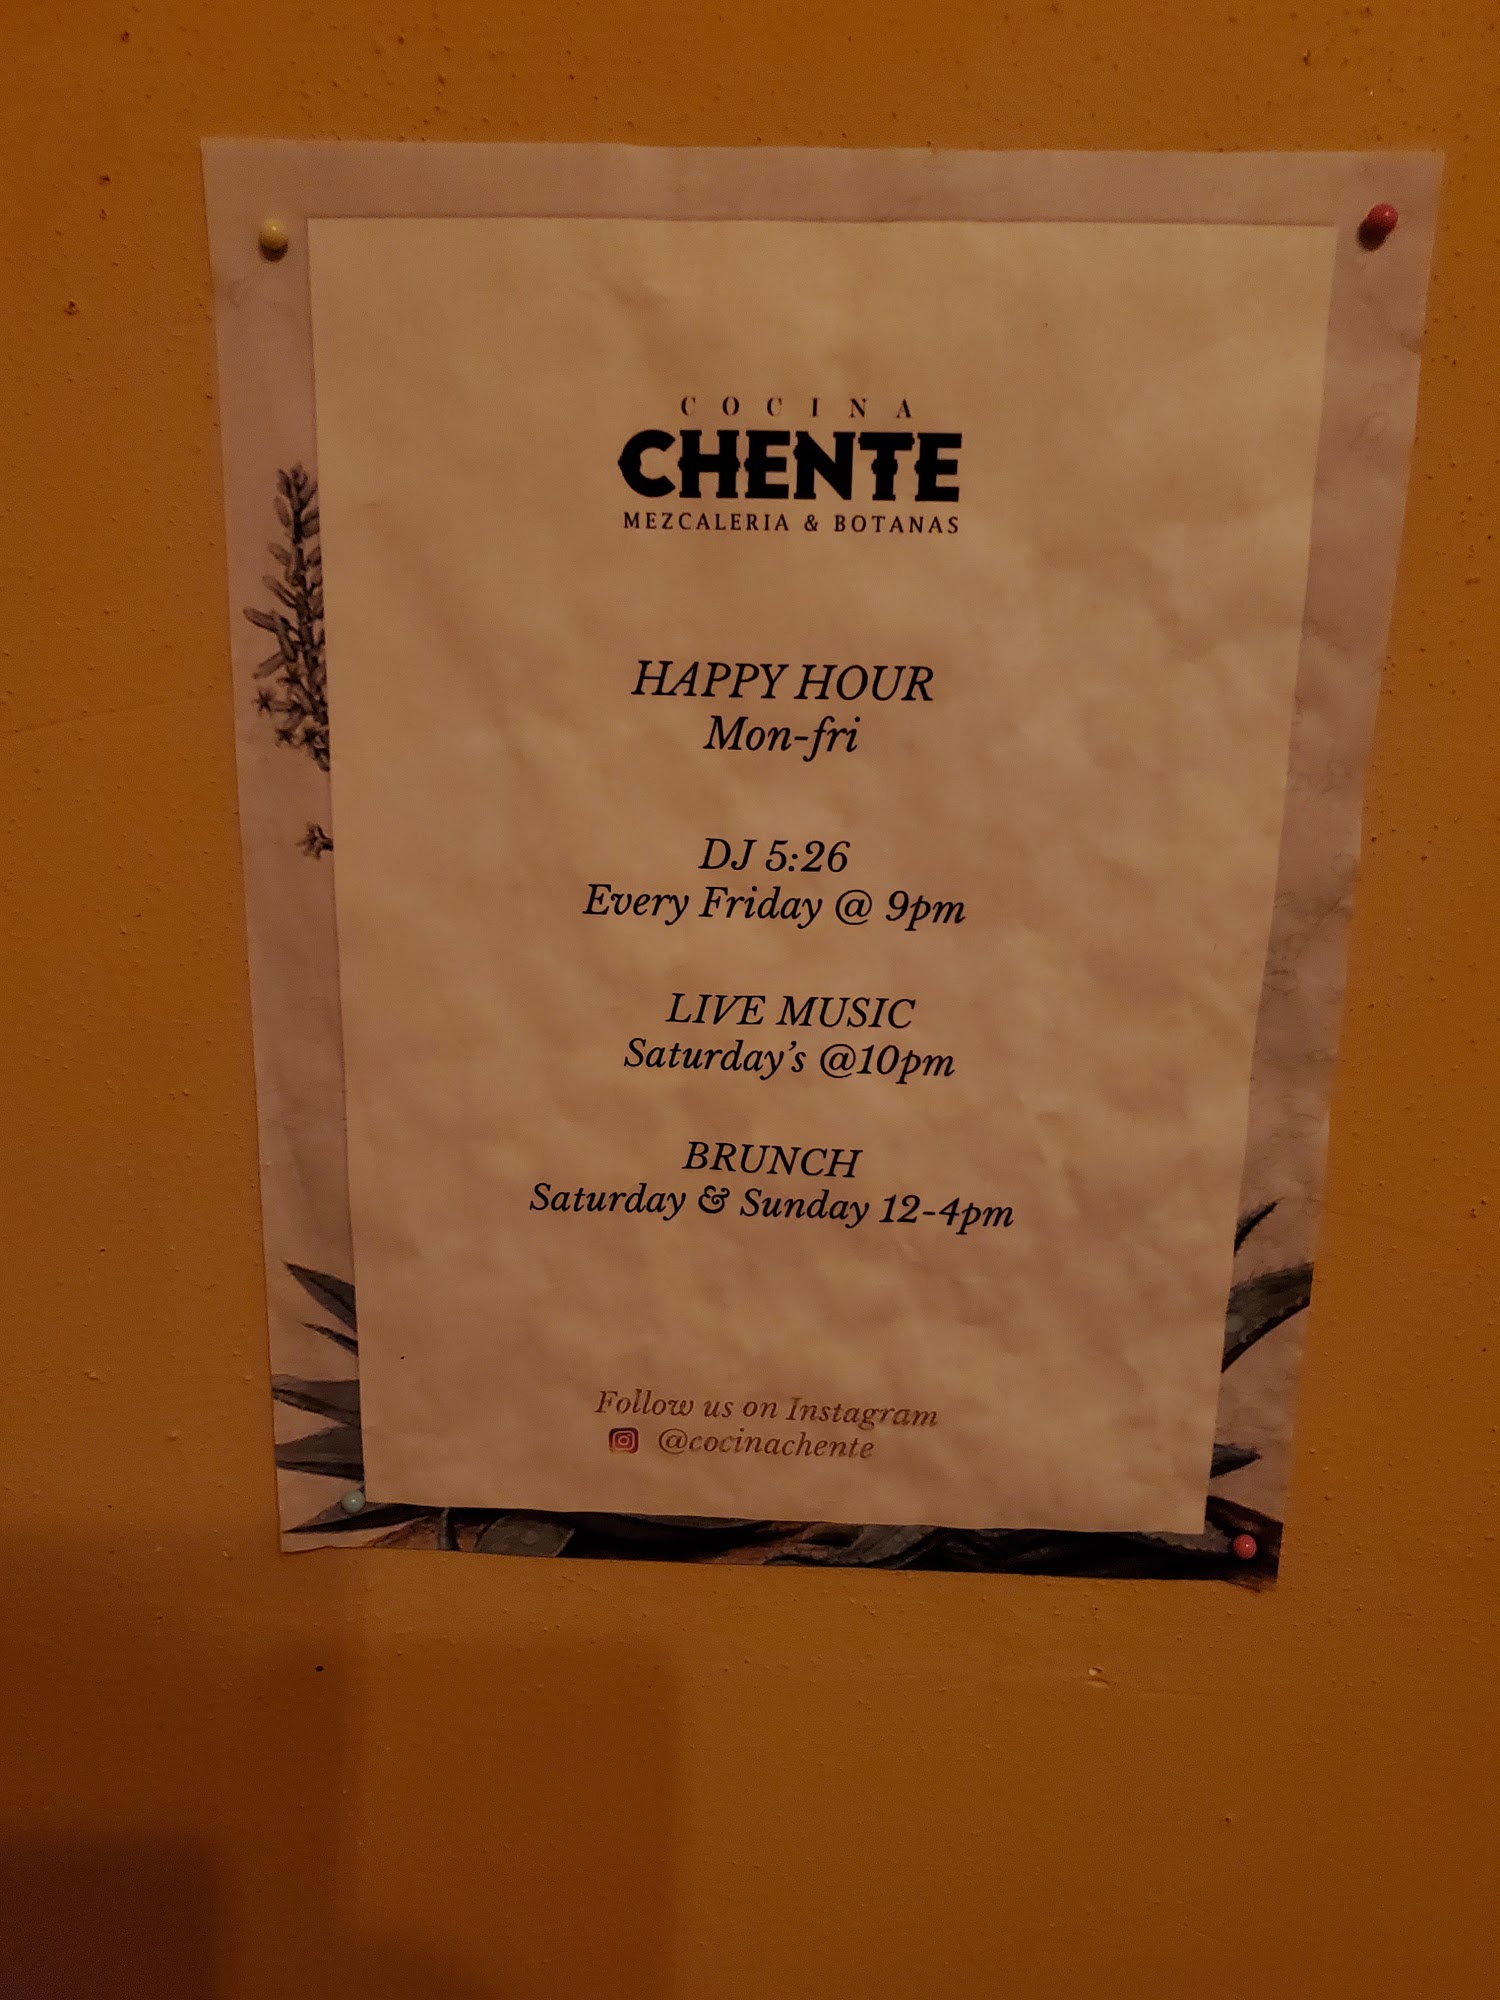 COCINA
CHENTE
MEZCALERIA & BOTANAS
HAPPY HOUR
Mon-fri
DJ 5:26
Every Friday @ 9pm
LIVE MUSIC
Saturday’s @10pm
BRUNCH
Saturday & Sunday 12-4pm
Follow us on Instagram
@cocinachente